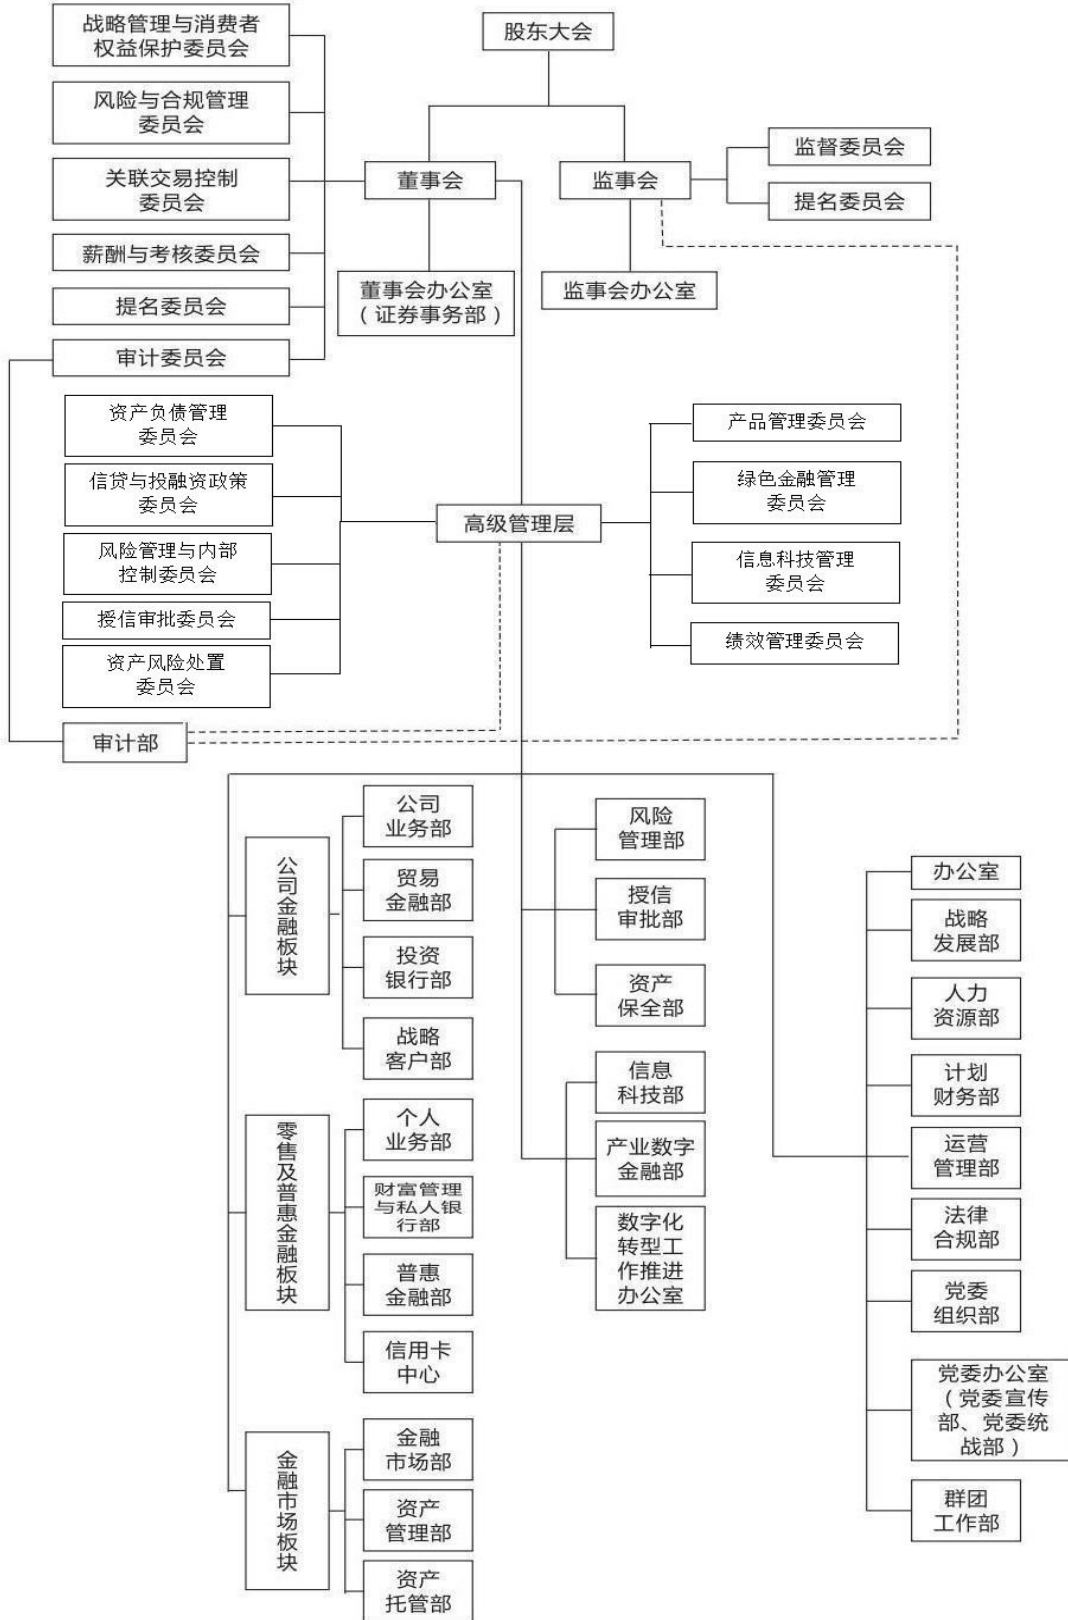 股东大会
战略管理与消费者
权益保护委员会
风险与合规管理
委员会
关联交易控制
委员会
薪酬与考核委员会
提名委员会
审计委员会
董事会
监事会
监督委员会
提名委员会
董事会办公室
（证券事务部）
监事会办公室
资产负债管理
委员会
信贷与投融资政策
委员会
风险管理与内部
控制委员会
授信审批委员会
资产风险处置
委员会
高级管理层
产品管理委员会
绿色金融管理
委员会
信息科技管理
委员会
绩效管理委员会
审计部
公司金融板块
公司
业务部
贸易
金融部
投资
银行部
战略
客户部
零售及普惠金融板块
个人
业务部
财富管理
与私人银
行部
普惠
金融部
信用卡
中心
金融市场板块
金融
市场部
资产
管理部
资产
托管部
风险
管理部
授信
审批部
资产
保全部
信息
科技部
产业数字
金融部
数字化
转型工
作推进
办公室
办公室
战略
发展部
人力
资源部
计划
财务部
运营
管理部
法律
合规部
党委
组织部
党委办公室
（党委宣传
部、党委统
战部）
群团
工作部